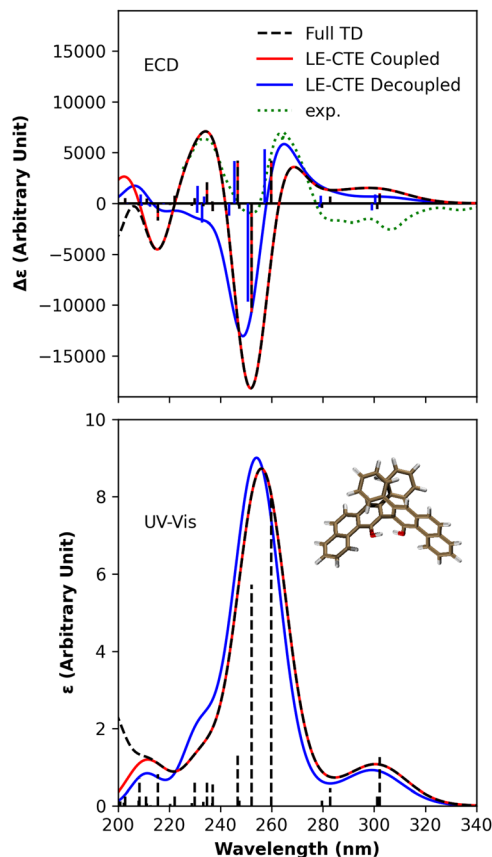 ECD
Full TD
LE-CTE Coupled
LE-CTE Decoupled
exp.
15000
10000
5000
0
−5000
−10000
−15000
Δε (Arbitrary Unit)
UV-Vis
10
8
6
4
2
0
ε (Arbitrary Unit)
200 220 240 260 280 300 320 340
Wavelength (nm)